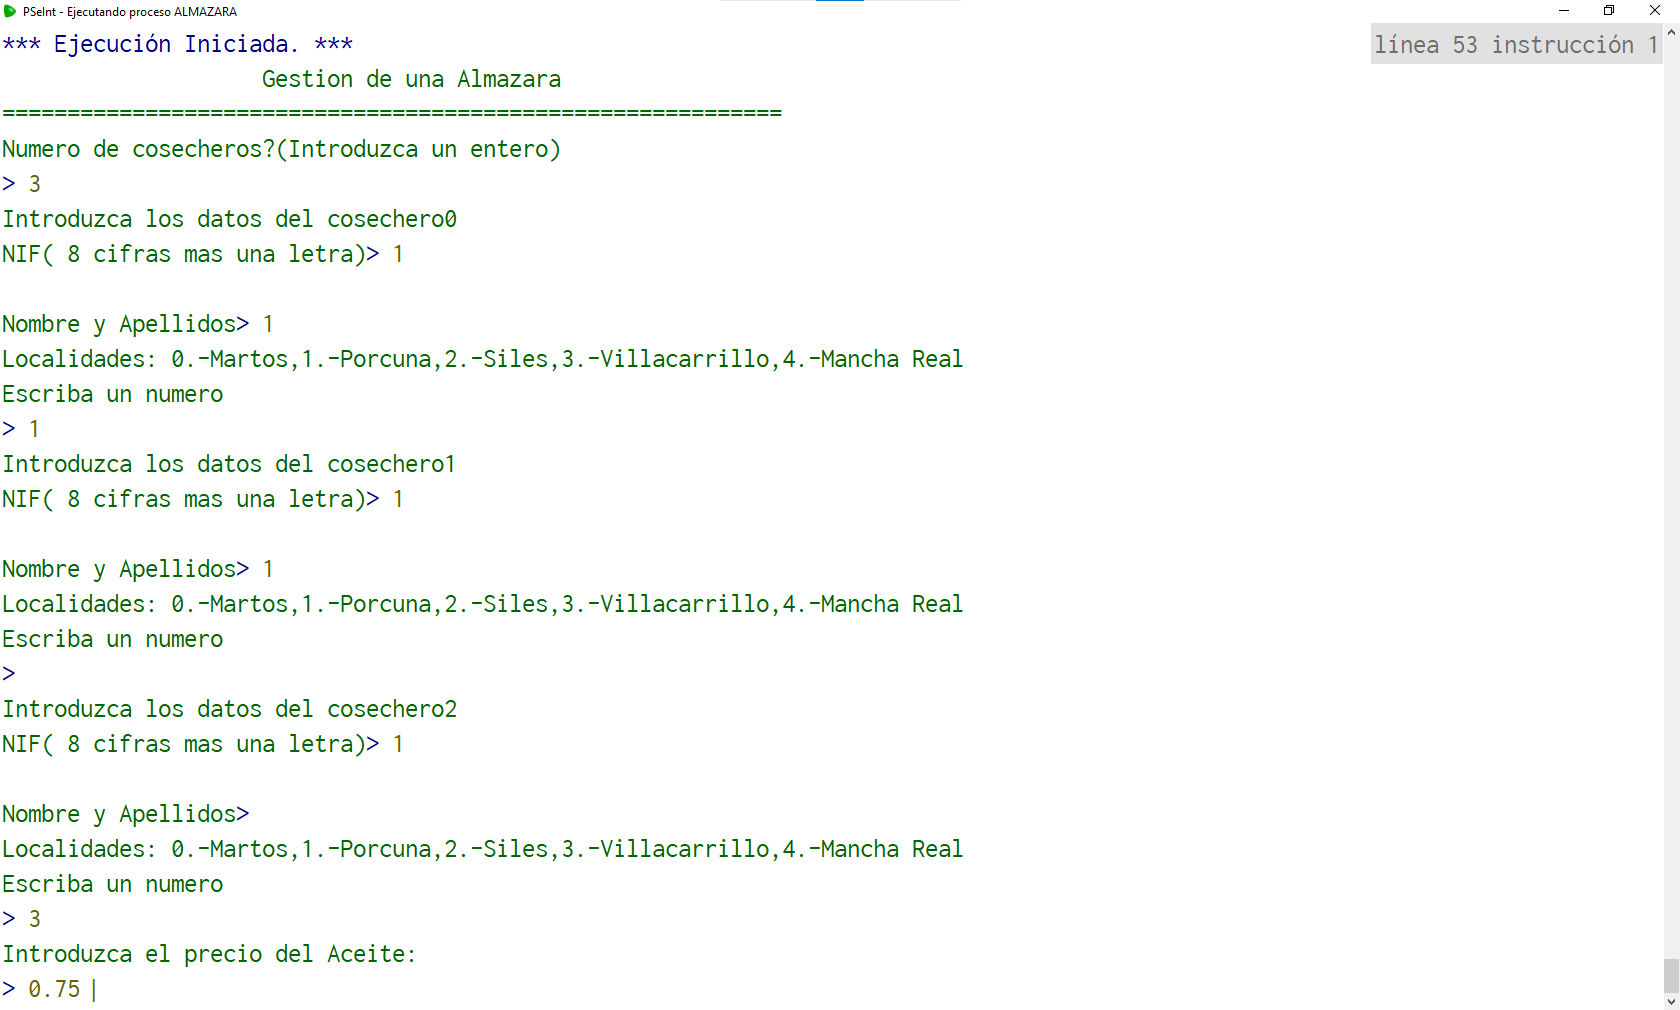 PSeInt - Ejecutando proceso ALMAZARA
*** Ejecución Iniciada. ***
línea 53 instrucción 1
Gestion de una Almazara
============================================================
Numero de cosecheros?(Introduzca un entero)
> 3
Introduzca los datos del cosechero0
NIF( 8 cifras mas una letra)> 1
Nombre y Apellidos> 1
Localidades: 0.-Martos,1.-Porcuna,2.-Siles,3.-Villacarrillo,4.-Mancha Real
Escriba un numero
> 1
Introduzca los datos del cosechero1
NIF( 8 cifras mas una letra)> 1
Nombre y Apellidos> 1
Localidades: 0.-Martos,1.-Porcuna,2.-Siles,3.-Villacarrillo,4.-Mancha Real
Escriba un numero
>
Introduzca los datos del cosechero2
NIF( 8 cifras mas una letra)> 1
Nombre y Apellidos>
Localidades: 0.-Martos,1.-Porcuna,2.-Siles,3.-Villacarrillo,4.-Mancha Real
Escriba un numero
> 3
Introduzca el precio del Aceite:
> 0.75